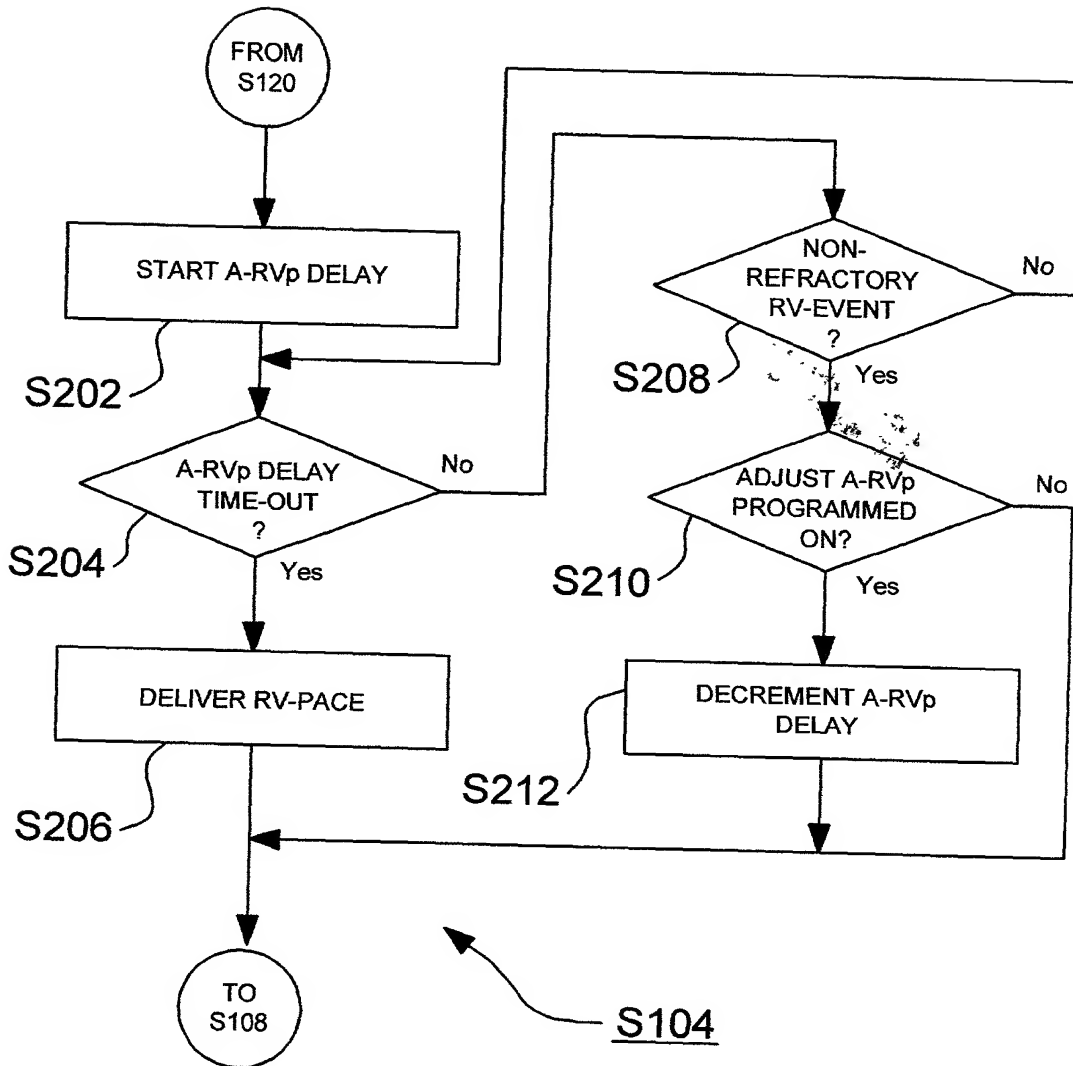 FROM
S120
START A-RVp DELAY
S202
A-RVp DELAY
TIME-OUT
?
No
S204
Yes
DELIVER RV-PACE
S206
TO
S108
NON-
REFRACTORY
RV-EVENT
?
No
S208
Yes
ADJUST A-RVp
PROGRAMMED
ON?
No
S210
Yes
DECREMENT A-RVp
DELAY
S212
S104